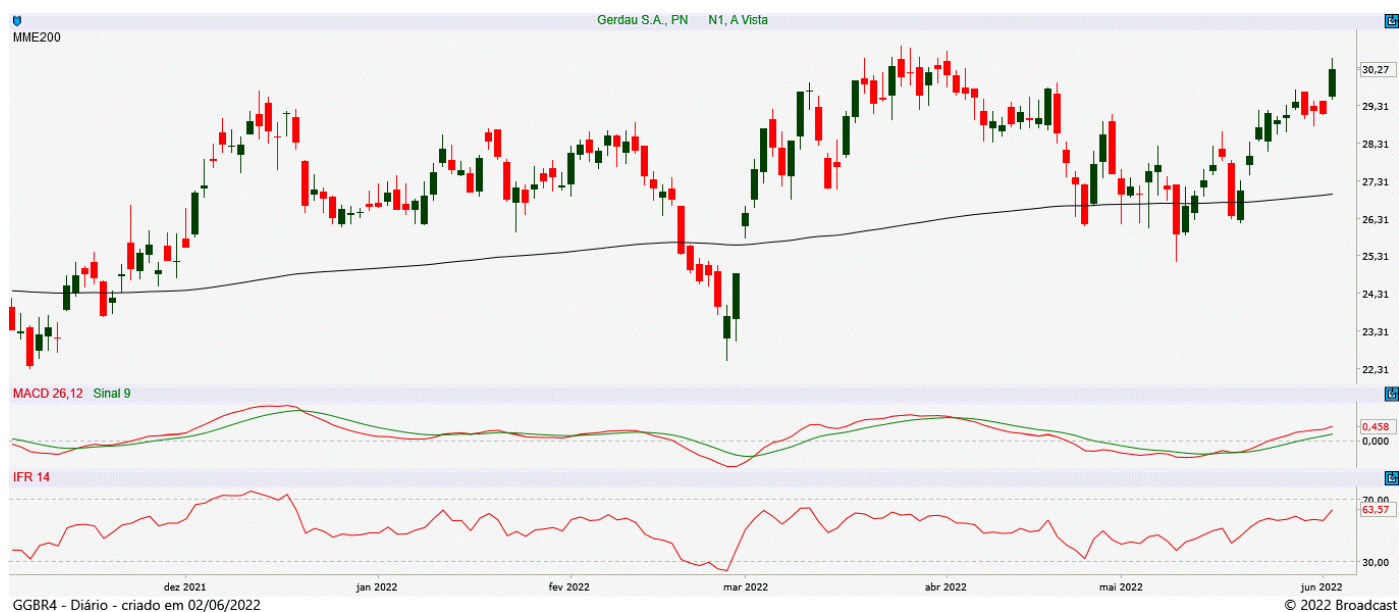 Gerdau S.A., PN N1, A Vista
MME200
30,27
29,31
28,31
27,31
26,31
25,31
24,31
23,31
22,31
MACD 26,12 Sinal 9
0,458
0,000
IFR 14
70,00
63,57
30,00
dez 2021 jan 2022 fev 2022 mar 2022 abr 2022 mai 2022 jun 2022
GGBR4 - Diário - criado em 02/06/2022 © 2022 Broadcast